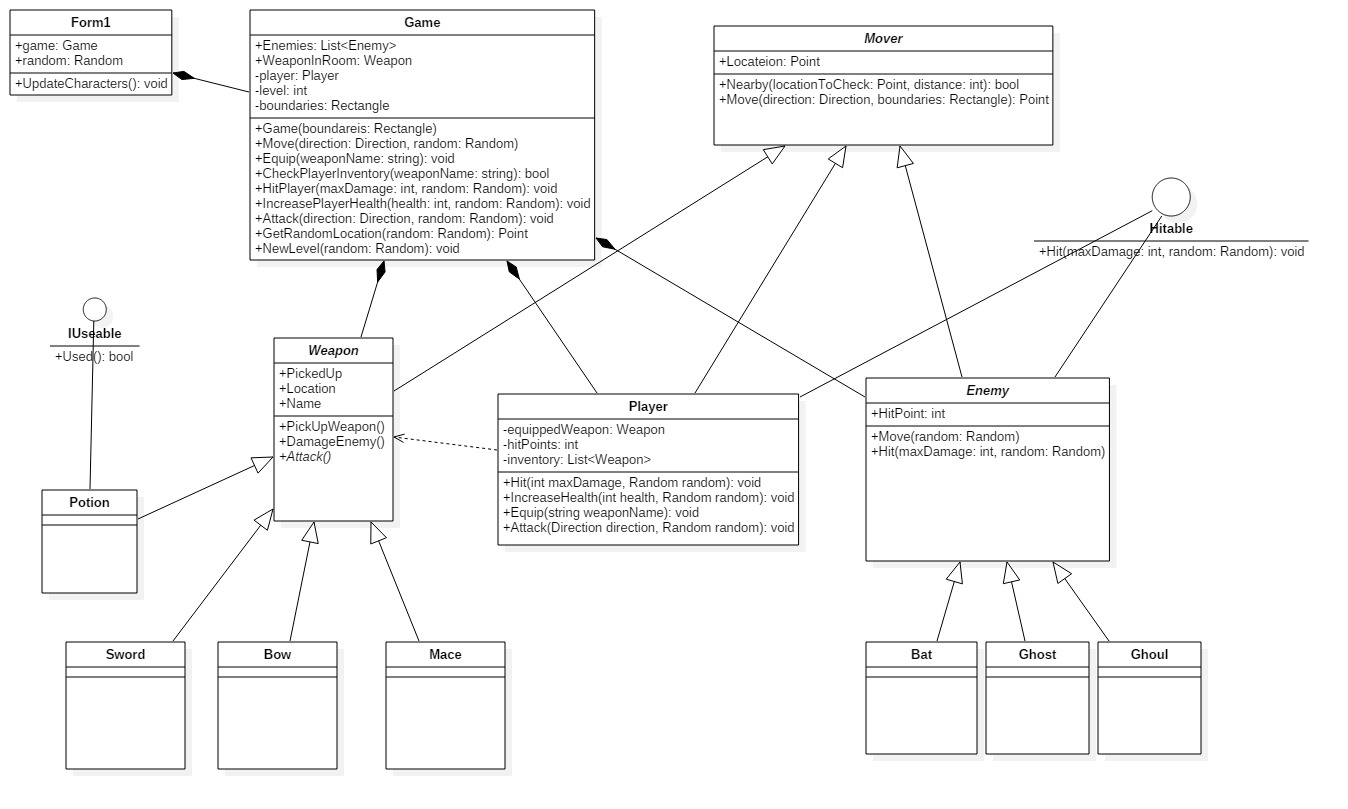 Form1
+game: Game
+random: Random
+UpdateCharacters(): void
Game
+Enemies: List<Enemy>
+WeaponInRoom: Weapon
-player: Player
-level: int
-boundaries: Rectangle
+Game(boundareis: Rectangle)
+Move(direction: Direction, random: Random)
+Equip(weaponName: string): void
+CheckPlayerInventory(weaponName: string): bool
+HitPlayer(maxDamage: int, random: Random): void
+IncreasePlayerHealth(health: int, random: Random): void
+Attack(direction: Direction, random: Random): void
+GetRandomLocation(random: Random): Point
+NewLevel(random: Random): void
Mover
+Locateion: Point
+Nearby(locationToCheck: Point, distance: int): bool
+Move(direction: Direction, boundaries: Rectangle): Point
Hitable
+Hit(maxDamage: int, random: Random): void
IUseable
+Used(): bool
Weapon
+PickedUp
+Location
+Name
+PickUpWeapon()
+DamageEnemy()
+Attack()
Player
-equippedWeapon: Weapon
-hitPoints: int
-inventory: List<Weapon>
+Hit(int maxDamage, Random random): void
+IncreaseHealth(int health, Random random): void
+Equip(string weaponName): void
+Attack(Direction direction, Random random): void
Enemy
+HitPoint: int
+Move(random: Random)
+Hit(maxDamage: int, random: Random)
Potion
Sword
Bow
Mace
Bat
Ghost
Ghoul